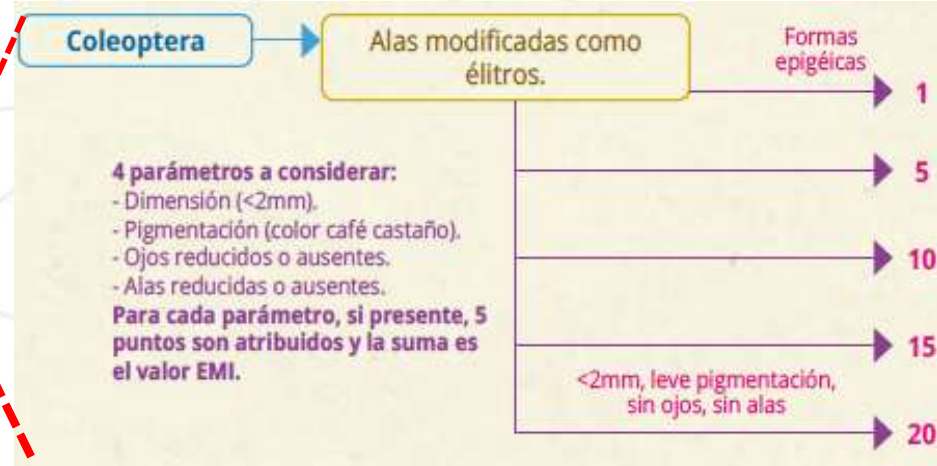 Coleoptera
Alas modificadas como
élitros.
Formas
epigéicas
1
4 parámetros a considerar:
- Dimensión (<2mm).
- Pigmentación (color café castaño).
- Ojos reducidos o ausentes.
- Alas reducidas o ausentes.
Para cada parámetro, si presente, 5
puntos son atribuidos y la suma es
el valor EMI.
5
10
15
<2mm, leve pigmentación,
sin ojos, sin alas
20